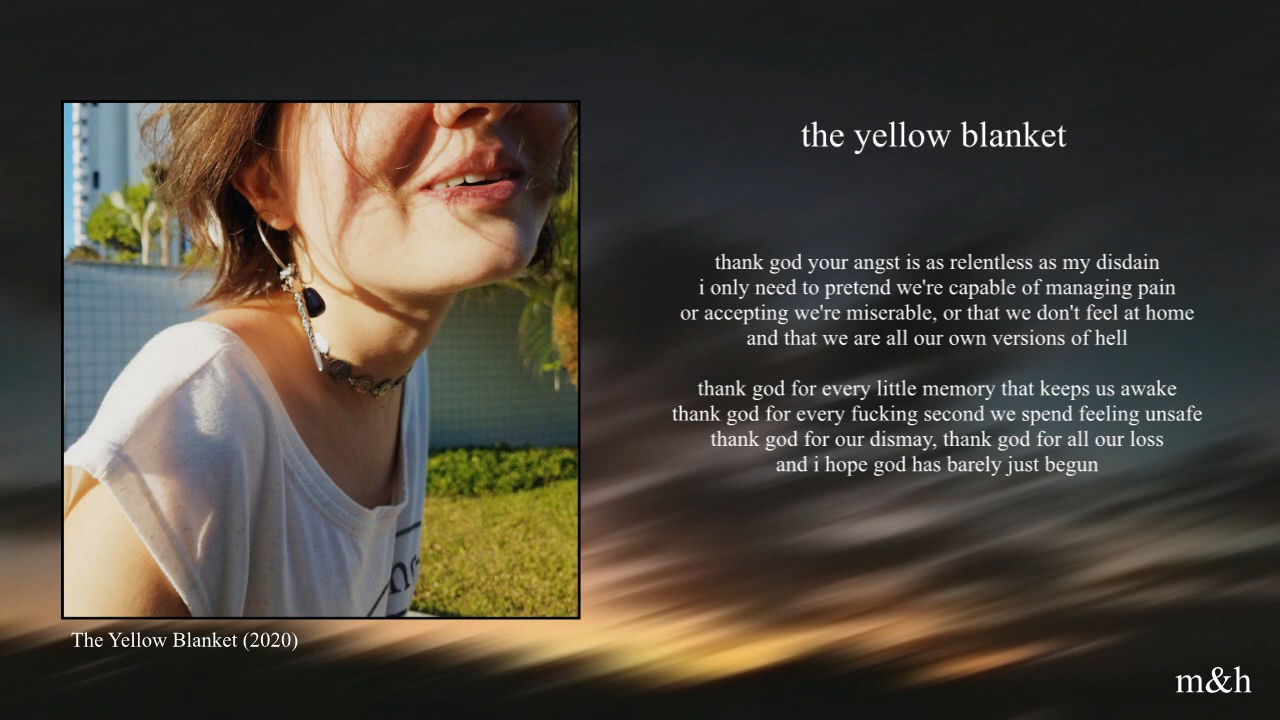 the yellow blanket
thank god your angst is as relentless as my disdain
i only need to pretend we're capable of managing pain
or accepting we're miserable, or that we don't feel at home
and that we are all our own versions of hell
thank god for every little memory that keeps us awake
thank god for every fucking second we spend feeling unsafe
thank god for our dismay, thank god for all our loss
and i hope god has barely just begun
The Yellow Blanket (2020)
m&h